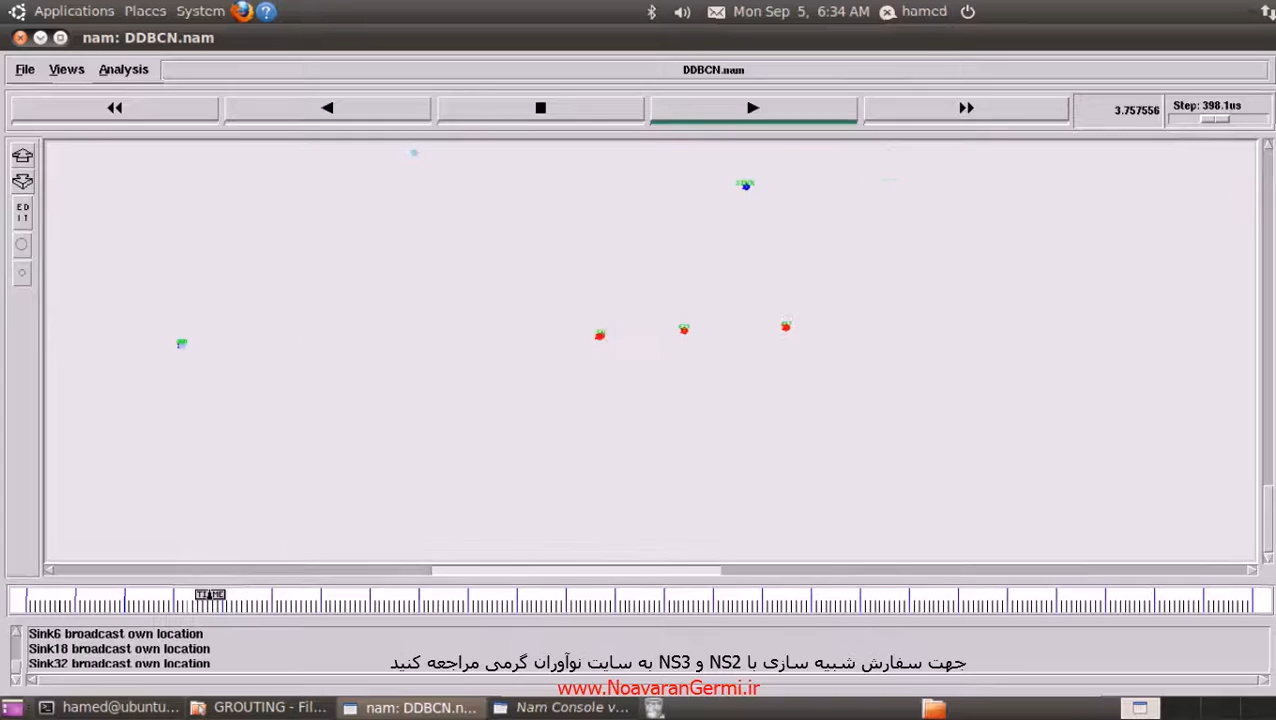 Applications Places System Mon Sep 5, 6:34 AM hamed
nam: DDBCN.nam
File Views Analysis DDBCN.nam
3.757556 Step: 398.1us
ED
IT
TIME
Sink6 broadcast own location
Sink18 broadcast own location
Sink32 broadcast own location
جهت سفارش شبیه سازی با NS2 و NS3 به سایت نوآوران گرمی مراجعه کنید
www.NoavaranGermi.ir
hamed@ubuntu... GROUTING - Fil... nam: DDBCN.n... Nam Console v...